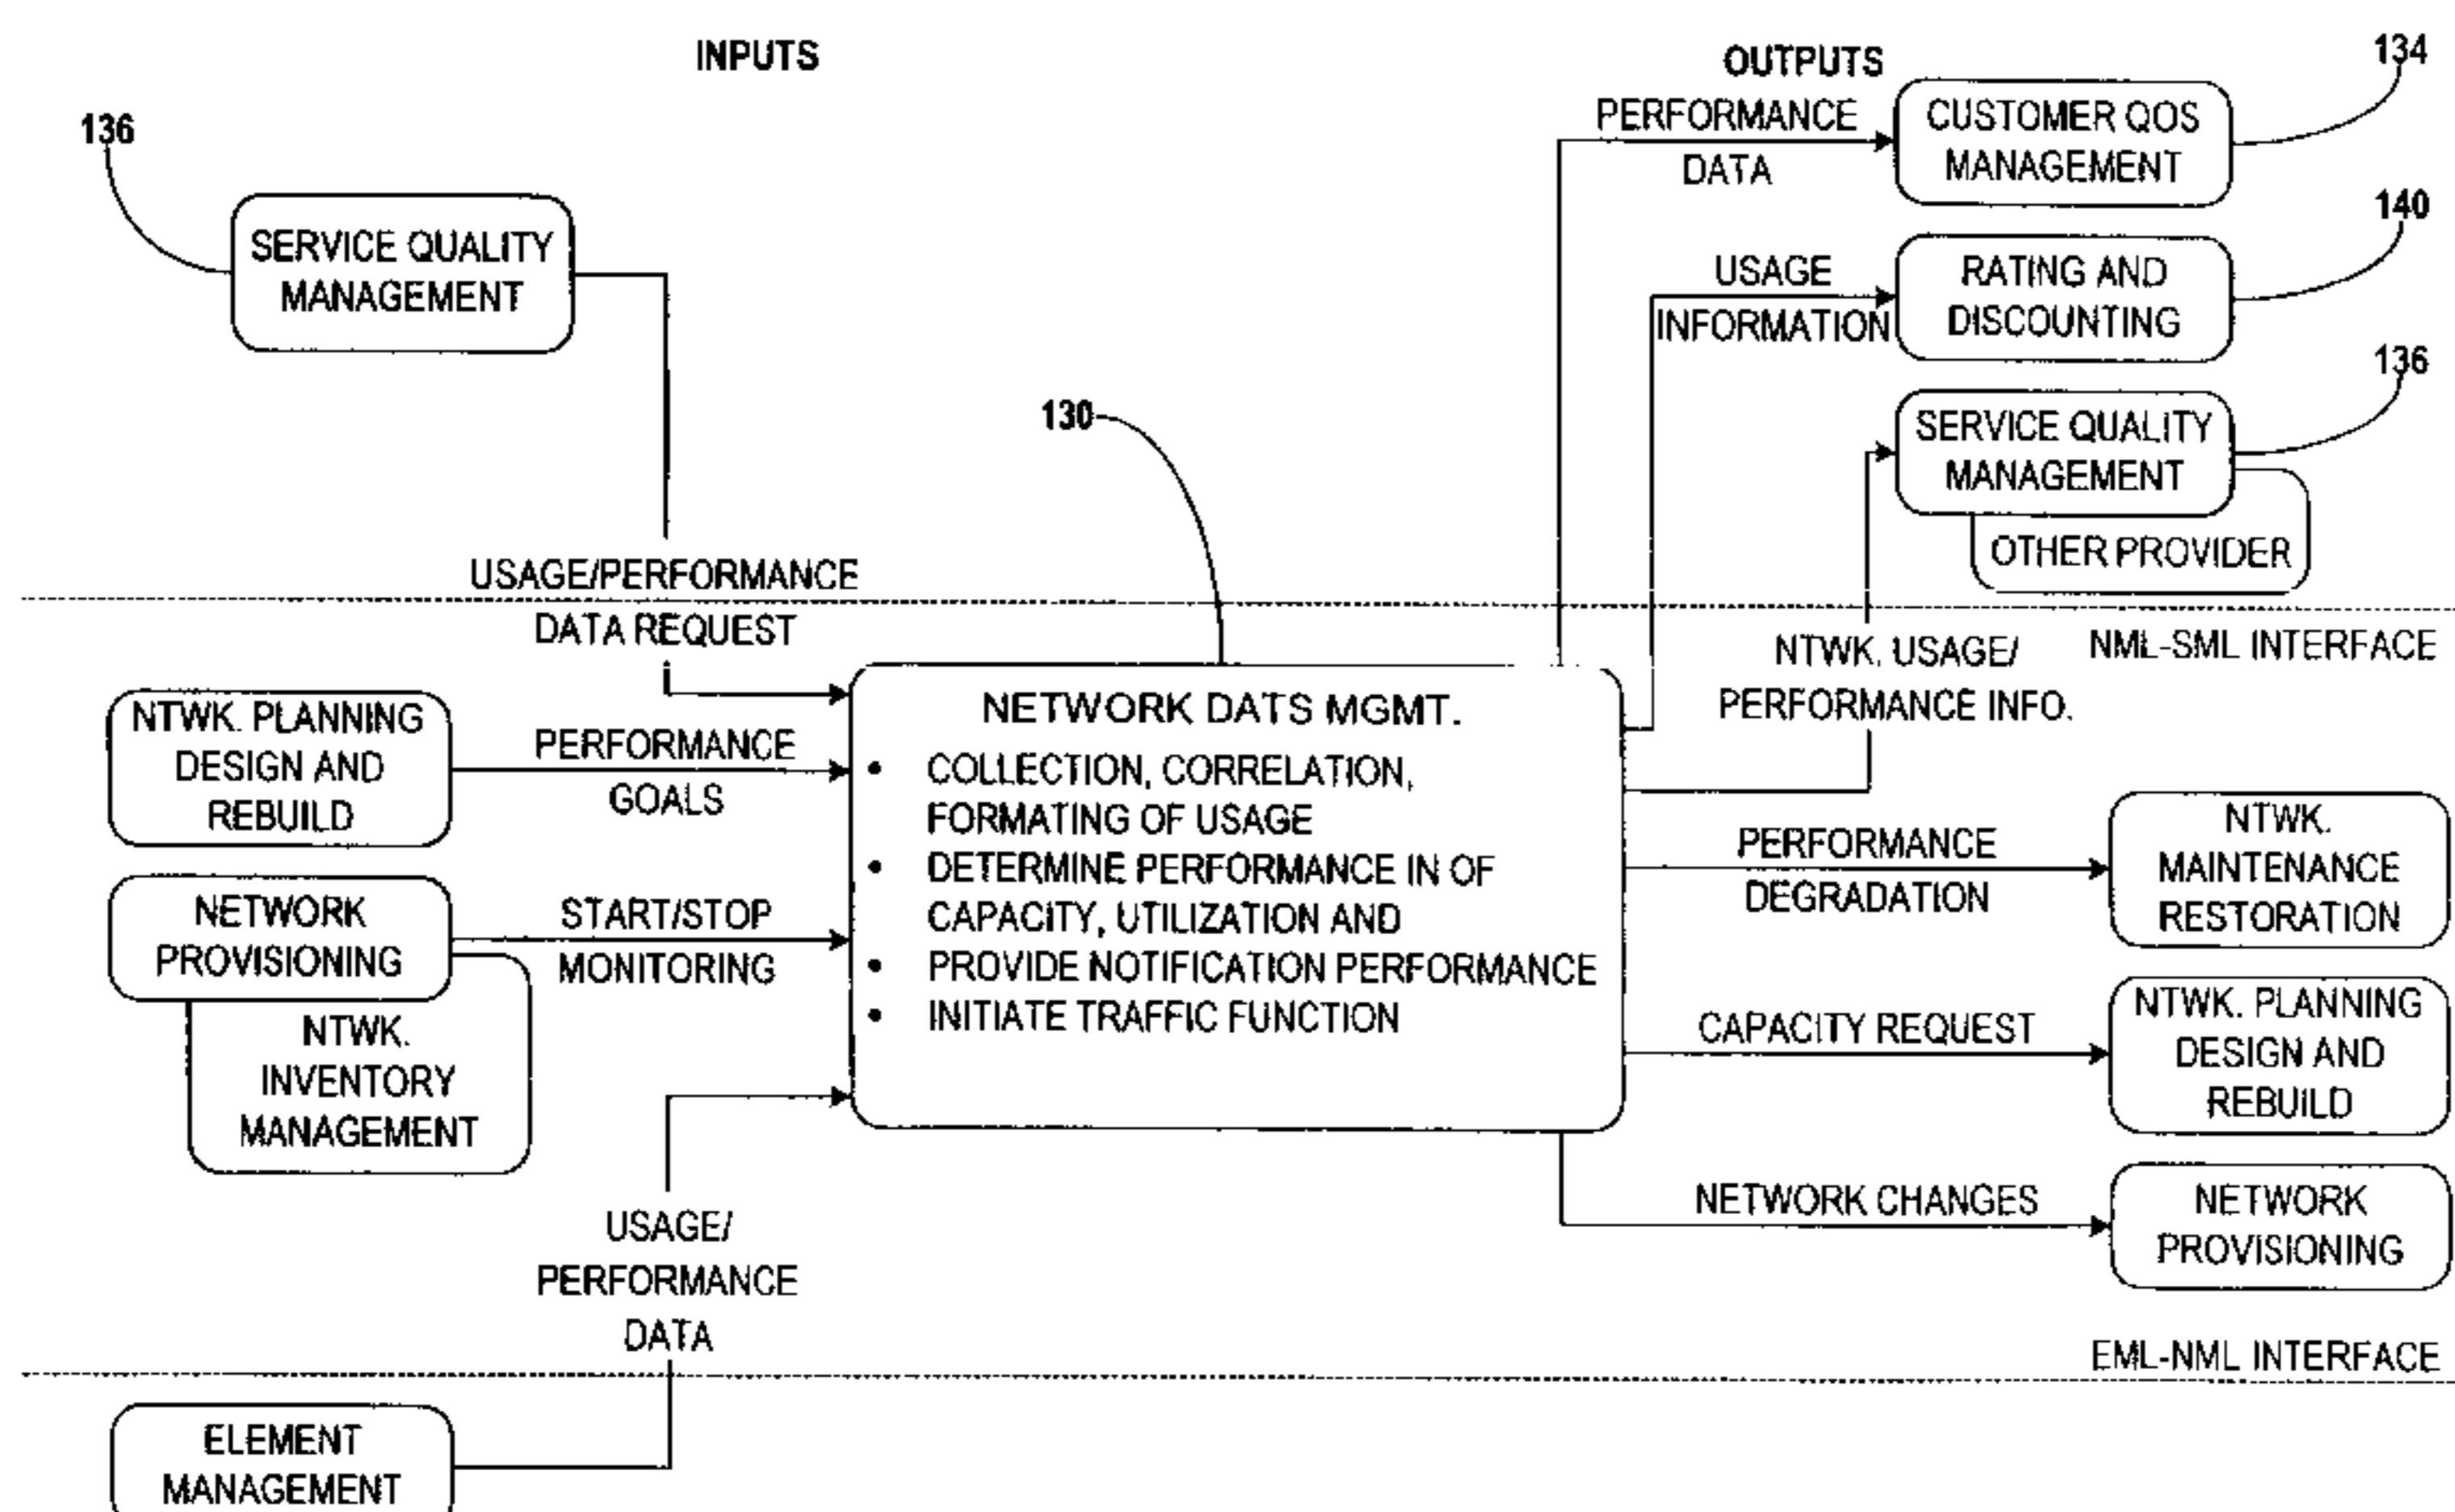 INPUTS
136
SERVICE QUALITY
MANAGEMENT
USAGE/PERFORMANCE
DATA REQUEST
NTWK. PLANNING
DESIGN AND
REBUILD
PERFORMANCE
GOALS
NETWORK
PROVISIONING
START/STOP
MONITORING
NTWK.
INVENTORY
MANAGEMENT
USAGE/
PERFORMANCE
DATA
ELEMENT
MANAGEMENT
130
NETWORK DATS MGMT.
• COLLECTION, CORRELATION,
FORMATING OF USAGE
• DETERMINE PERFORMANCE IN OF
CAPACITY, UTILIZATION AND
• PROVIDE NOTIFICATION PERFORMANCE
• INITIATE TRAFFIC FUNCTION
OUTPUTS
134
PERFORMANCE
DATA
CUSTOMER QOS
MANAGEMENT
140
USAGE
INFORMATION
RATING AND
DISCOUNTING
136
SERVICE QUALITY
MANAGEMENT
OTHER PROVIDER
NTWK. USAGE/
PERFORMANCE INFO.
NML-SML INTERFACE
PERFORMANCE
DEGRADATION
NTWK.
MAINTENANCE
RESTORATION
CAPACITY REQUEST
NTWK. PLANNING
DESIGN AND
REBUILD
NETWORK CHANGES
NETWORK
PROVISIONING
EML-NML INTERFACE